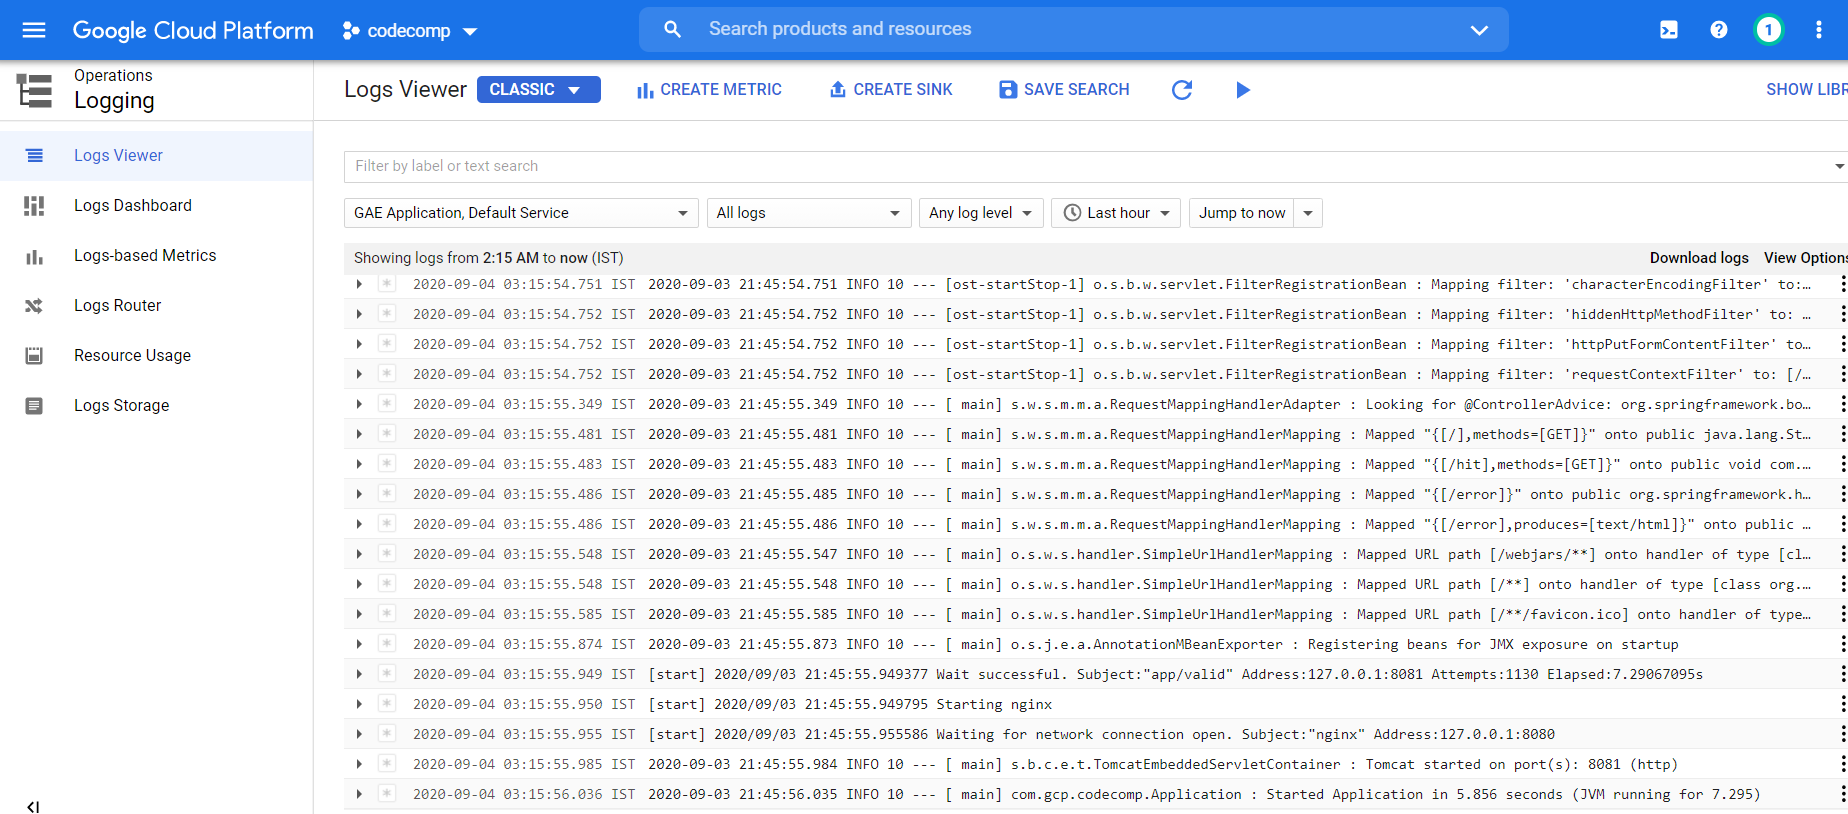 Google Cloud Platform
codecomp
Search products and resources
1
Operations
Logging
Logs Viewer
CLASSIC
CREATE METRIC
CREATE SINK
SAVE SEARCH
SHOW LIBR
Logs Viewer
Logs Dashboard
Logs-based Metrics
Logs Router
Resource Usage
Logs Storage
Filter by label or text search
GAE Application, Default Service
All logs
Any log level
Last hour
Jump to now
Showing logs from 2:15 AM to now (IST)
Download logs
View Options
2020-09-04 03:15:54.751 IST 2020-09-03 21:45:54.751 INFO 10 --- [ost-startStop-1] o.s.b.w.servlet.FilterRegistrationBean : Mapping filter: 'characterEncodingFilter' to:…
2020-09-04 03:15:54.752 IST 2020-09-03 21:45:54.752 INFO 10 --- [ost-startStop-1] o.s.b.w.servlet.FilterRegistrationBean : Mapping filter: 'hiddenHttpMethodFilter' to: …
2020-09-04 03:15:54.752 IST 2020-09-03 21:45:54.752 INFO 10 --- [ost-startStop-1] o.s.b.w.servlet.FilterRegistrationBean : Mapping filter: 'httpPutFormContentFilter' to…
2020-09-04 03:15:54.752 IST 2020-09-03 21:45:54.752 INFO 10 --- [ost-startStop-1] o.s.b.w.servlet.FilterRegistrationBean : Mapping filter: 'requestContextFilter' to: [/…
2020-09-04 03:15:55.349 IST 2020-09-03 21:45:55.349 INFO 10 --- [ main] s.w.s.m.m.a.RequestMappingHandlerAdapter : Looking for @ControllerAdvice: org.springframework.bo…
2020-09-04 03:15:55.481 IST 2020-09-03 21:45:55.481 INFO 10 --- [ main] s.w.s.m.m.a.RequestMappingHandlerMapping : Mapped "{[/],methods=[GET]}" onto public java.lang.St…
2020-09-04 03:15:55.483 IST 2020-09-03 21:45:55.483 INFO 10 --- [ main] s.w.s.m.m.a.RequestMappingHandlerMapping : Mapped "{[/hit],methods=[GET]}" onto public void com.…
2020-09-04 03:15:55.486 IST 2020-09-03 21:45:55.485 INFO 10 --- [ main] s.w.s.m.m.a.RequestMappingHandlerMapping : Mapped "{[/error]}" onto public org.springframework.h…
2020-09-04 03:15:55.486 IST 2020-09-03 21:45:55.486 INFO 10 --- [ main] s.w.s.m.m.a.RequestMappingHandlerMapping : Mapped "{[/error],produces=[text/html]}" onto public …
2020-09-04 03:15:55.548 IST 2020-09-03 21:45:55.547 INFO 10 --- [ main] o.s.w.s.handler.SimpleUrlHandlerMapping : Mapped URL path [/webjars/**] onto handler of type [cl…
2020-09-04 03:15:55.548 IST 2020-09-03 21:45:55.548 INFO 10 --- [ main] o.s.w.s.handler.SimpleUrlHandlerMapping : Mapped URL path [/**] onto handler of type [class org.…
2020-09-04 03:15:55.585 IST 2020-09-03 21:45:55.585 INFO 10 --- [ main] o.s.w.s.handler.SimpleUrlHandlerMapping : Mapped URL path [/**/favicon.ico] onto handler of type…
2020-09-04 03:15:55.874 IST 2020-09-03 21:45:55.873 INFO 10 --- [ main] o.s.j.e.a.AnnotationMBeanExporter : Registering beans for JMX exposure on startup
2020-09-04 03:15:55.949 IST [start] 2020/09/03 21:45:55.949377 Wait successful. Subject:"app/valid" Address:127.0.0.1:8081 Attempts:1130 Elapsed:7.29067095s
2020-09-04 03:15:55.950 IST [start] 2020/09/03 21:45:55.949795 Starting nginx
2020-09-04 03:15:55.955 IST [start] 2020/09/03 21:45:55.955586 Waiting for network connection open. Subject:"nginx" Address:127.0.0.1:8080
2020-09-04 03:15:55.985 IST 2020-09-03 21:45:55.984 INFO 10 --- [ main] s.b.c.e.t.TomcatEmbeddedServletContainer : Tomcat started on port(s): 8081 (http)
2020-09-04 03:15:56.036 IST 2020-09-03 21:45:56.035 INFO 10 --- [ main] com.gcp.codecomp.Application : Started Application in 5.856 seconds (JVM running for 7.295)